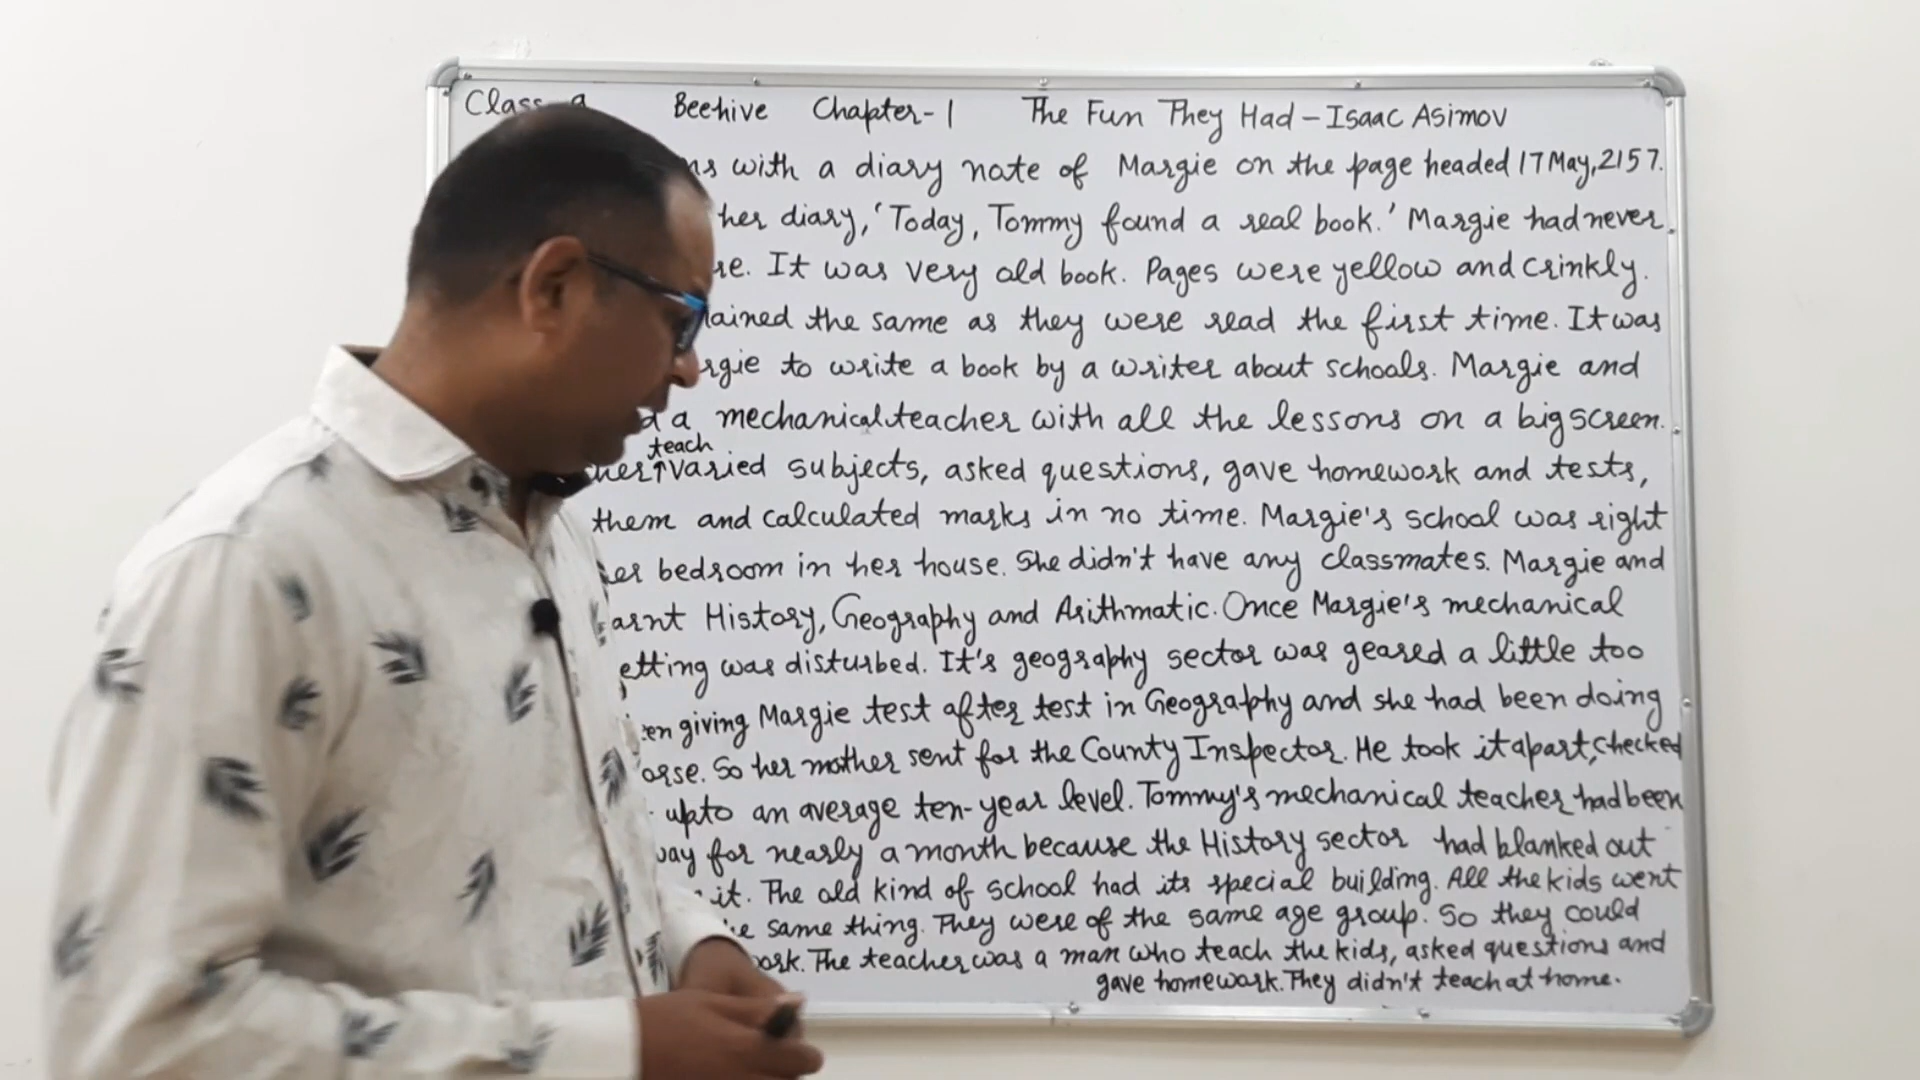 Class 9 Beehive Chapter-1 The Fun They Had – Isaac Asimov
with a diary note of Margie on the page headed 17 May, 2157.
her diary, 'Today, Tommy found a real book.' Margie had never
It was very old book. Pages were yellow and crinkly.
the same as they were read the first time. It was
to write a book by a writer about schools. Margie and
a mechanical teacher with all the lessons on a big screen.
teach
varied subjects, asked questions, gave homework and tests,
them and calculated marks in no time. Margie's school was right
bedroom in her house. She didn't have any classmates. Margie and
History, Geography and Arithmatic. Once Margie's mechanical
was disturbed. It's geography sector was geared a little too
giving Margie test after test in Geography and she had been doing
So her mother sent for the County Inspector. He took it apart, checked
upto an average ten-year level. Tommy's mechanical teacher had been
for nearly a month because the History sector had blanked out
it. The old kind of school had its special building. All the kids went
same thing. They were of the same age group. So they could
The teacher was a man who teach the kids, asked questions and
gave homework. They didn't teach at home.